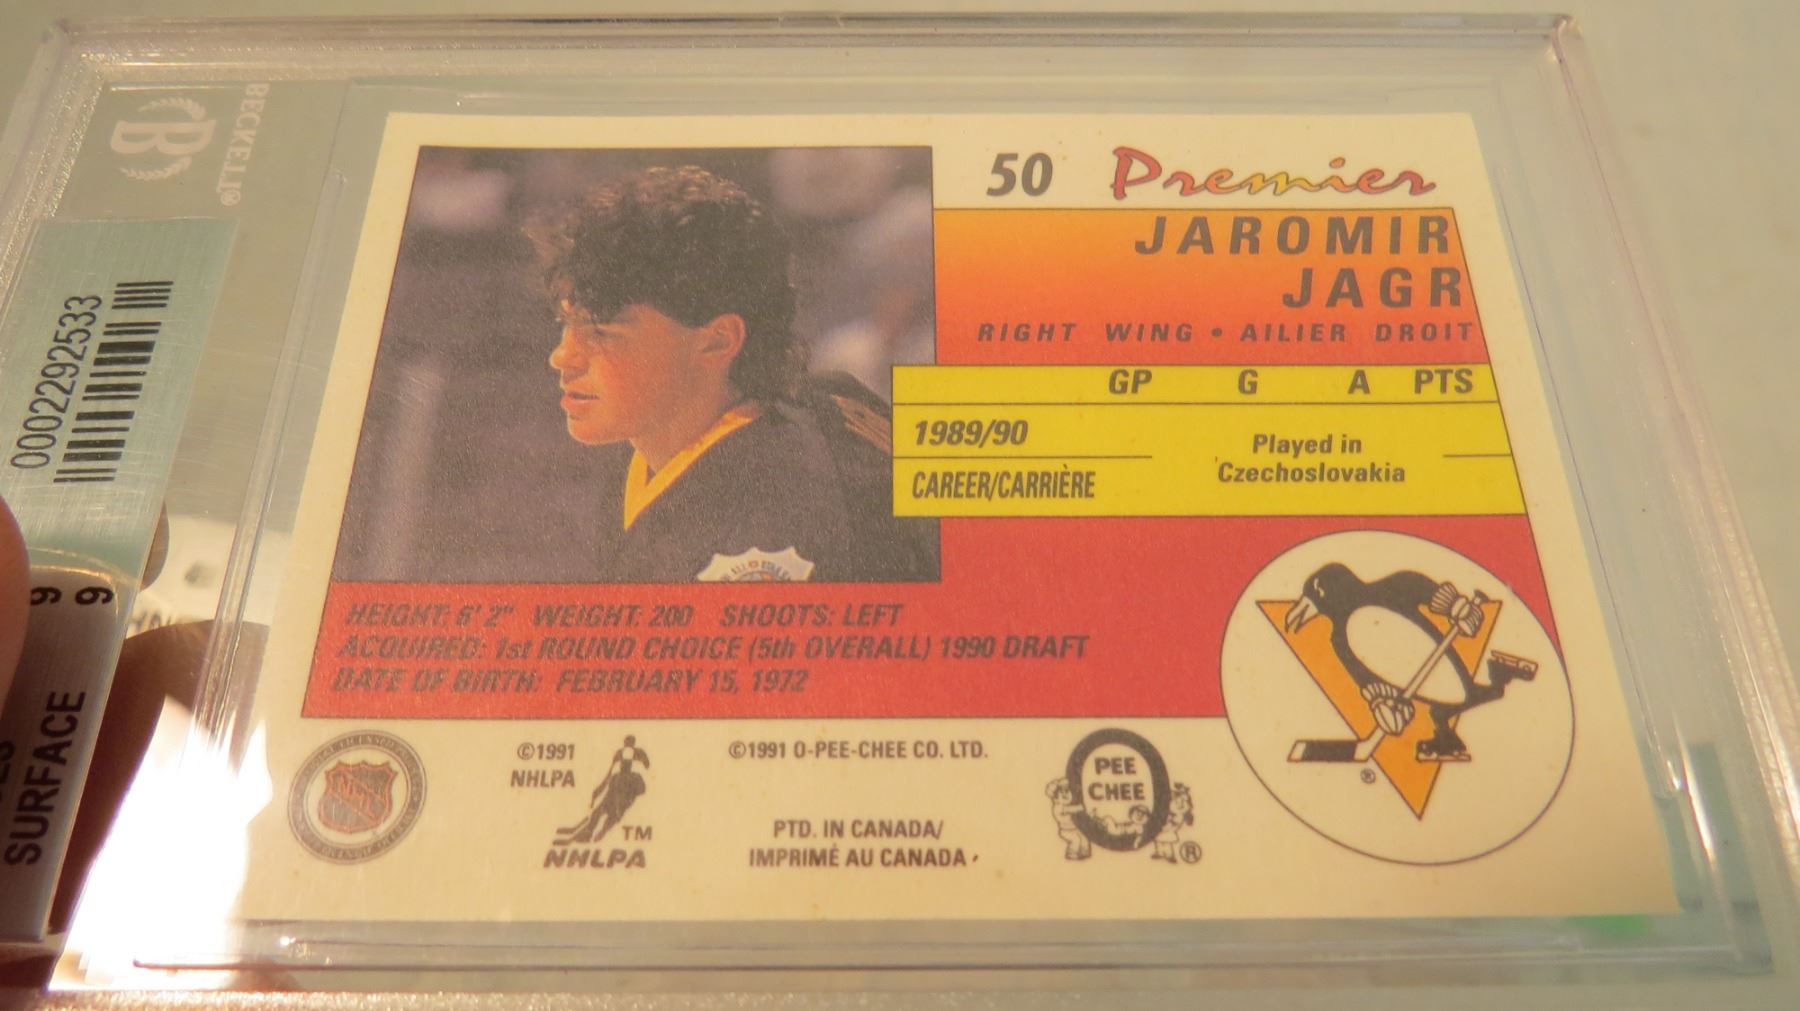 BECKETT®
B
0002292533
9
9
SURFACE
50 Premier
JAROMIR
JAGR
RIGHT WING • AILIER DROIT
GP G A PTS
1989/90
Played in
Czechoslovakia
CAREER/CARRIÈRE
HEIGHT: 6' 2" WEIGHT: 200 SHOOTS: LEFT
ACQUIRED: 1st ROUND CHOICE (5th OVERALL) 1990 DRAFT
DATE OF BIRTH: FEBRUARY 15, 1972
©1991
NHLPA
TM
NHLPA
©1991 O-PEE-CHEE CO. LTD.
PTD. IN CANADA/
IMPRIMÉ AU CANADA
O
PEE
CHEE
®
®
NHL